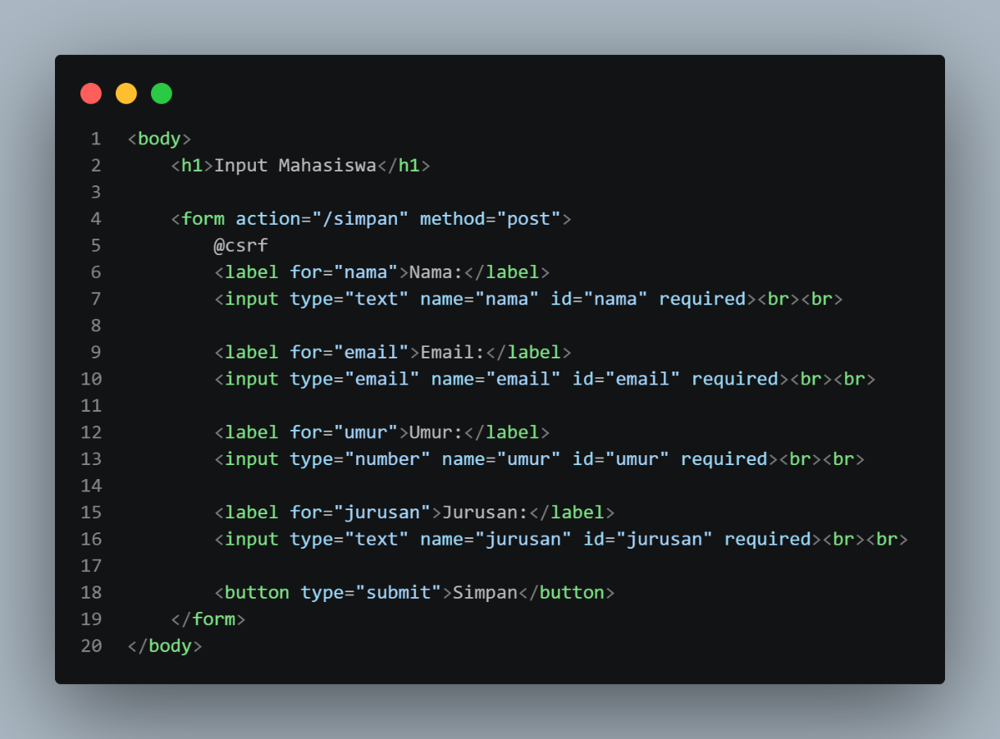 1 <body>
2     <h1>Input Mahasiswa</h1>
3
4     <form action="/simpan" method="post">
5         @csrf
6         <label for="nama">Nama:</label>
7         <input type="text" name="nama" id="nama" required><br><br>
8
9         <label for="email">Email:</label>
10         <input type="email" name="email" id="email" required><br><br>
11
12         <label for="umur">Umur:</label>
13         <input type="number" name="umur" id="umur" required><br><br>
14
15         <label for="jurusan">Jurusan:</label>
16         <input type="text" name="jurusan" id="jurusan" required><br><br>
17
18         <button type="submit">Simpan</button>
19     </form>
20 </body>